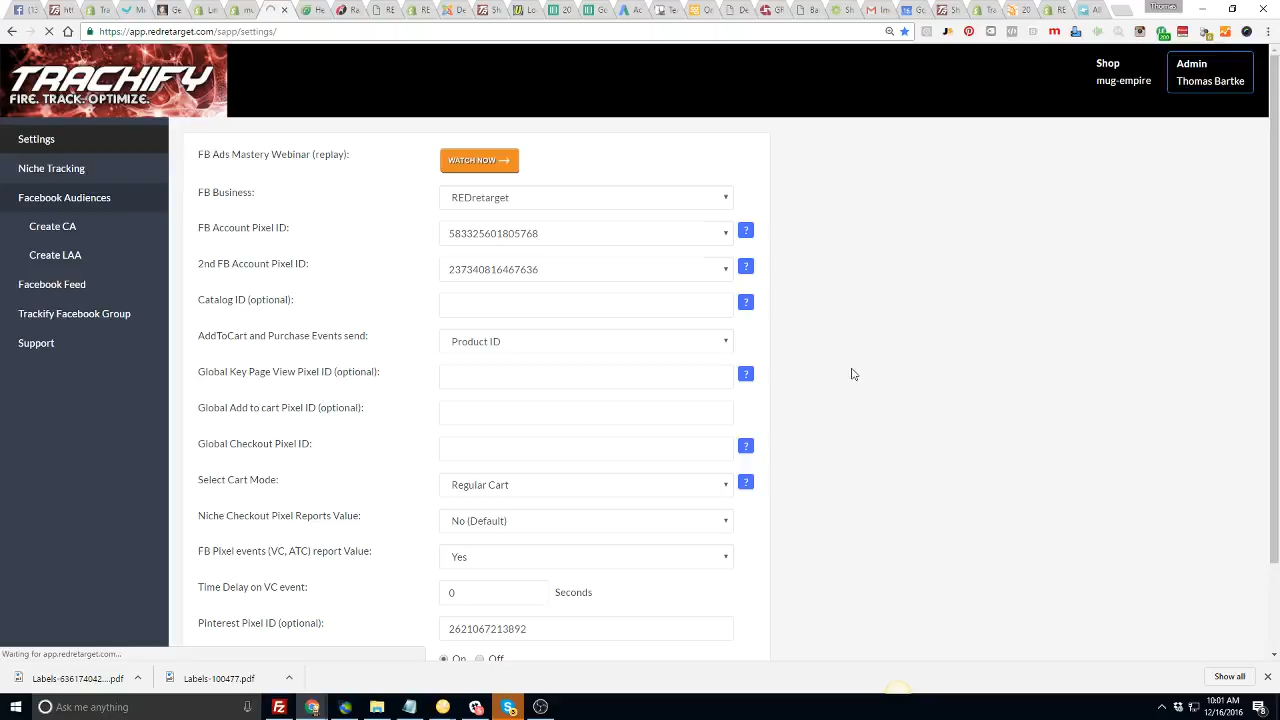 Thomas
https://app.redretarget.com/sapp/settings/
TRACKIFY
FIRE. TRACK. OPTIMIZE.
Shop
mug-empire
Admin
Thomas Bartke
Settings
Niche Tracking
Facebook Audiences
Create CA
Create LAA
Facebook Feed
Trackify Facebook Group
Support
FB Ads Mastery Webinar (replay):
WATCH NOW
FB Business:
REDretarget
FB Account Pixel ID:
583325601805768
?
2nd FB Account Pixel ID:
237340816467636
?
Catalog ID (optional):
?
AddToCart and Purchase Events send:
Product ID
Global Key Page View Pixel ID (optional):
?
Global Add to cart Pixel ID (optional):
Global Checkout Pixel ID:
?
Select Cart Mode:
Regular Cart
?
Niche Checkout Pixel Reports Value:
No (Default)
FB Pixel events (VC, ATC) report Value:
Yes
Time Delay on VC event:
0
Seconds
Pinterest Pixel ID (optional):
2621067213892
On
Off
Waiting for app.redretarget.com...
Labels-636174042....pdf
Labels-100477.pdf
Show all
Ask me anything
10:01 AM
12/16/2016